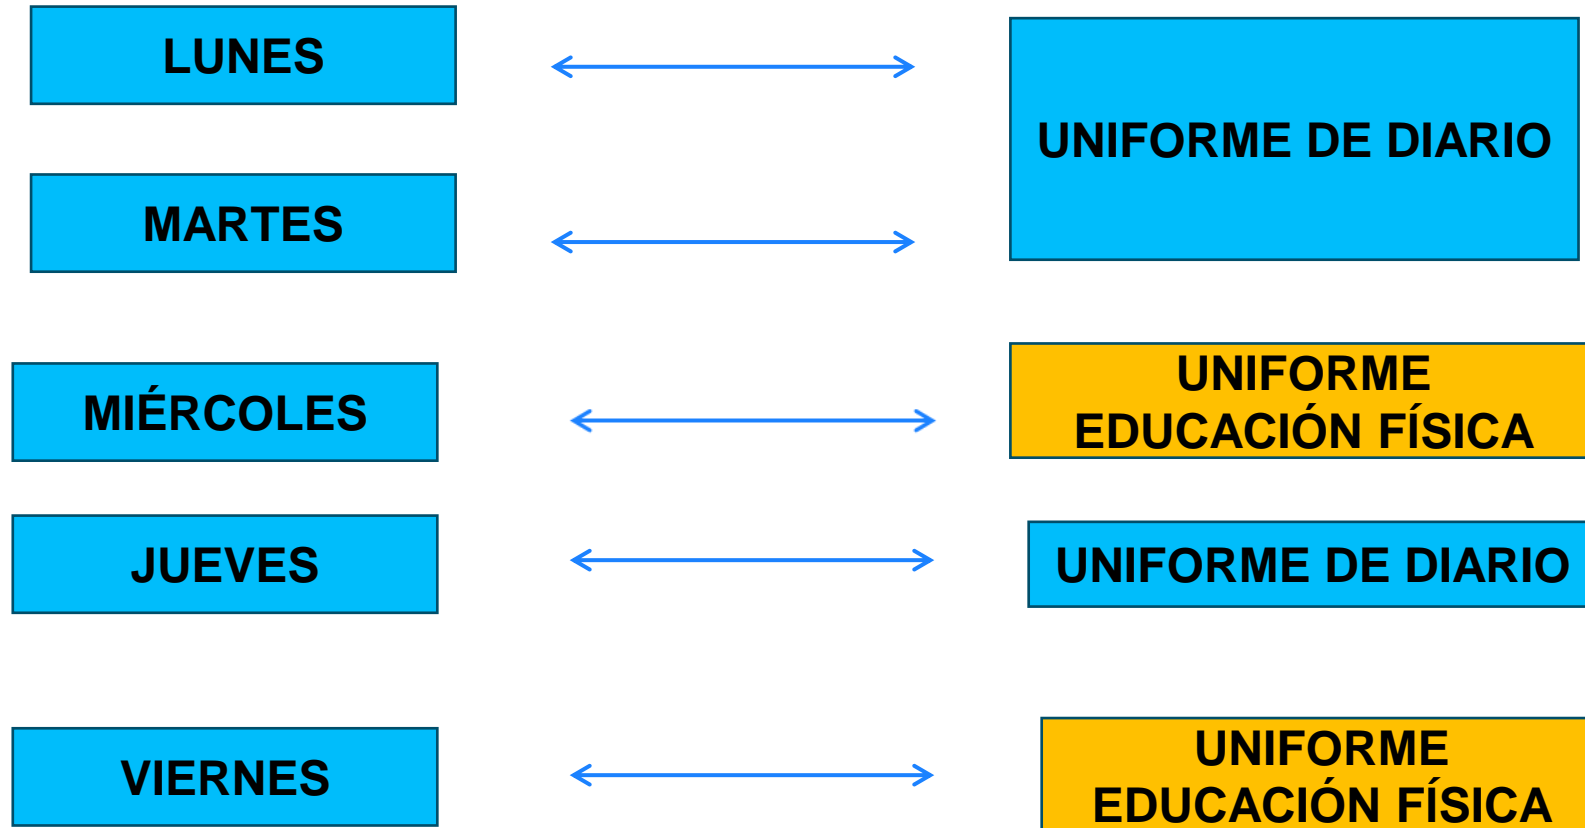 LUNES
UNIFORME DE DIARIO
MARTES
MIÉRCOLES
UNIFORME
EDUCACIÓN FÍSICA
JUEVES
UNIFORME DE DIARIO
VIERNES
UNIFORME
EDUCACIÓN FÍSICA